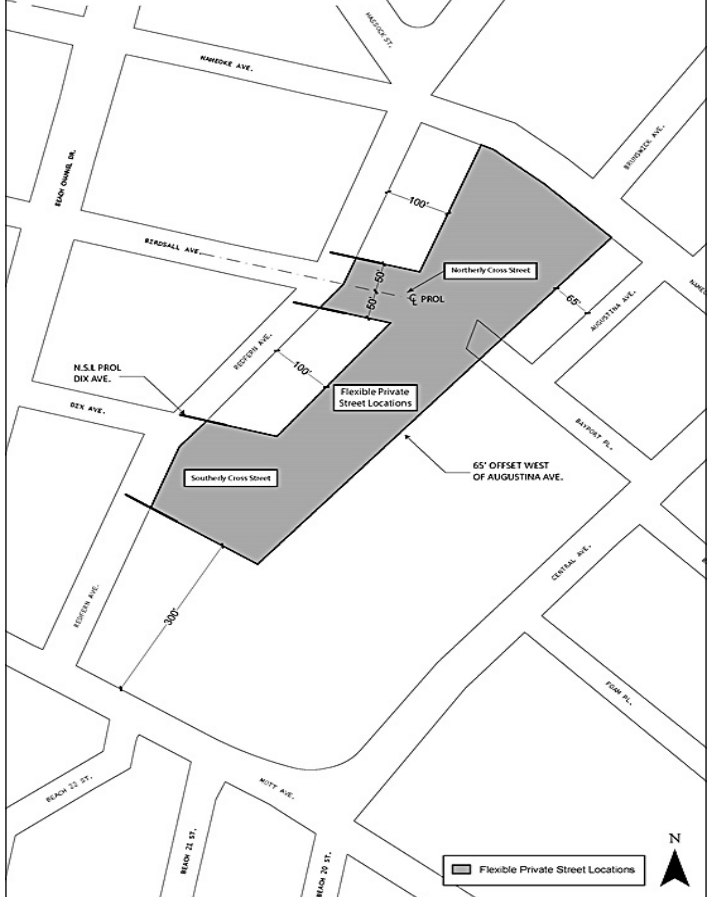 HASSOCK ST.
NAMEOKE AVE.
BRUNSWICK AVE.
BEACH CHANNEL DR.
100'
BIRDSALL AVE.
50'
Northerly Cross Street
NAMEO
50'
℄ PROL
65'
AUGUSTINA AVE.
REDFERN AVE.
N.S.L PROL
DIX AVE.
100'
Flexible Private
Street Locations
DIX AVE.
BAYPORT PL.
65' OFFSET WEST
OF AUGUSTINA AVE.
Southerly Cross Street
CENTRAL AVE.
REDFERN AVE.
300'
FOAM PL.
BEACH 22 ST.
MOTT AVE.
BEACH 21 ST.
BEACH 20 ST.
N
Flexible Private Street Locations